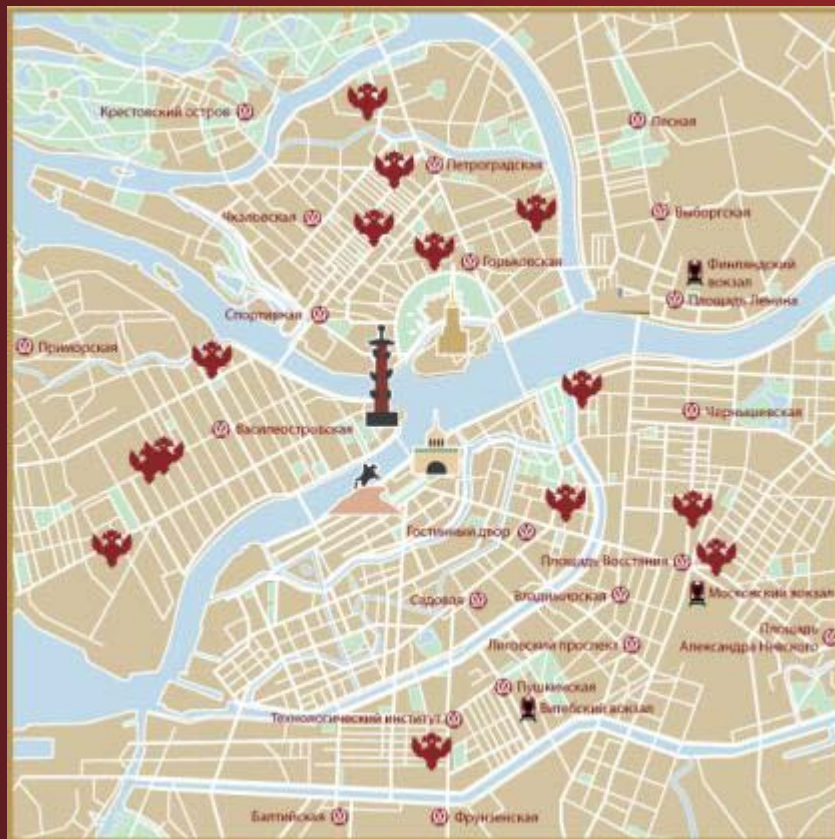 Крестовский остров
Лесная
Петроградская
Чкаловская
Выборгская
Горьковская
Финляндский
вокзал
Площадь Ленина
Спортивная
Приморская
Чернышевская
Василеостровская
Гостинный двор
Площадь Восстания
Московский вокзал
Садовая
Владимирская
Площадь
Александра Невского
Лиговский проспект
Пушкинская
Витебский вокзал
Технологический институт
Балтийская
Фрунзенская